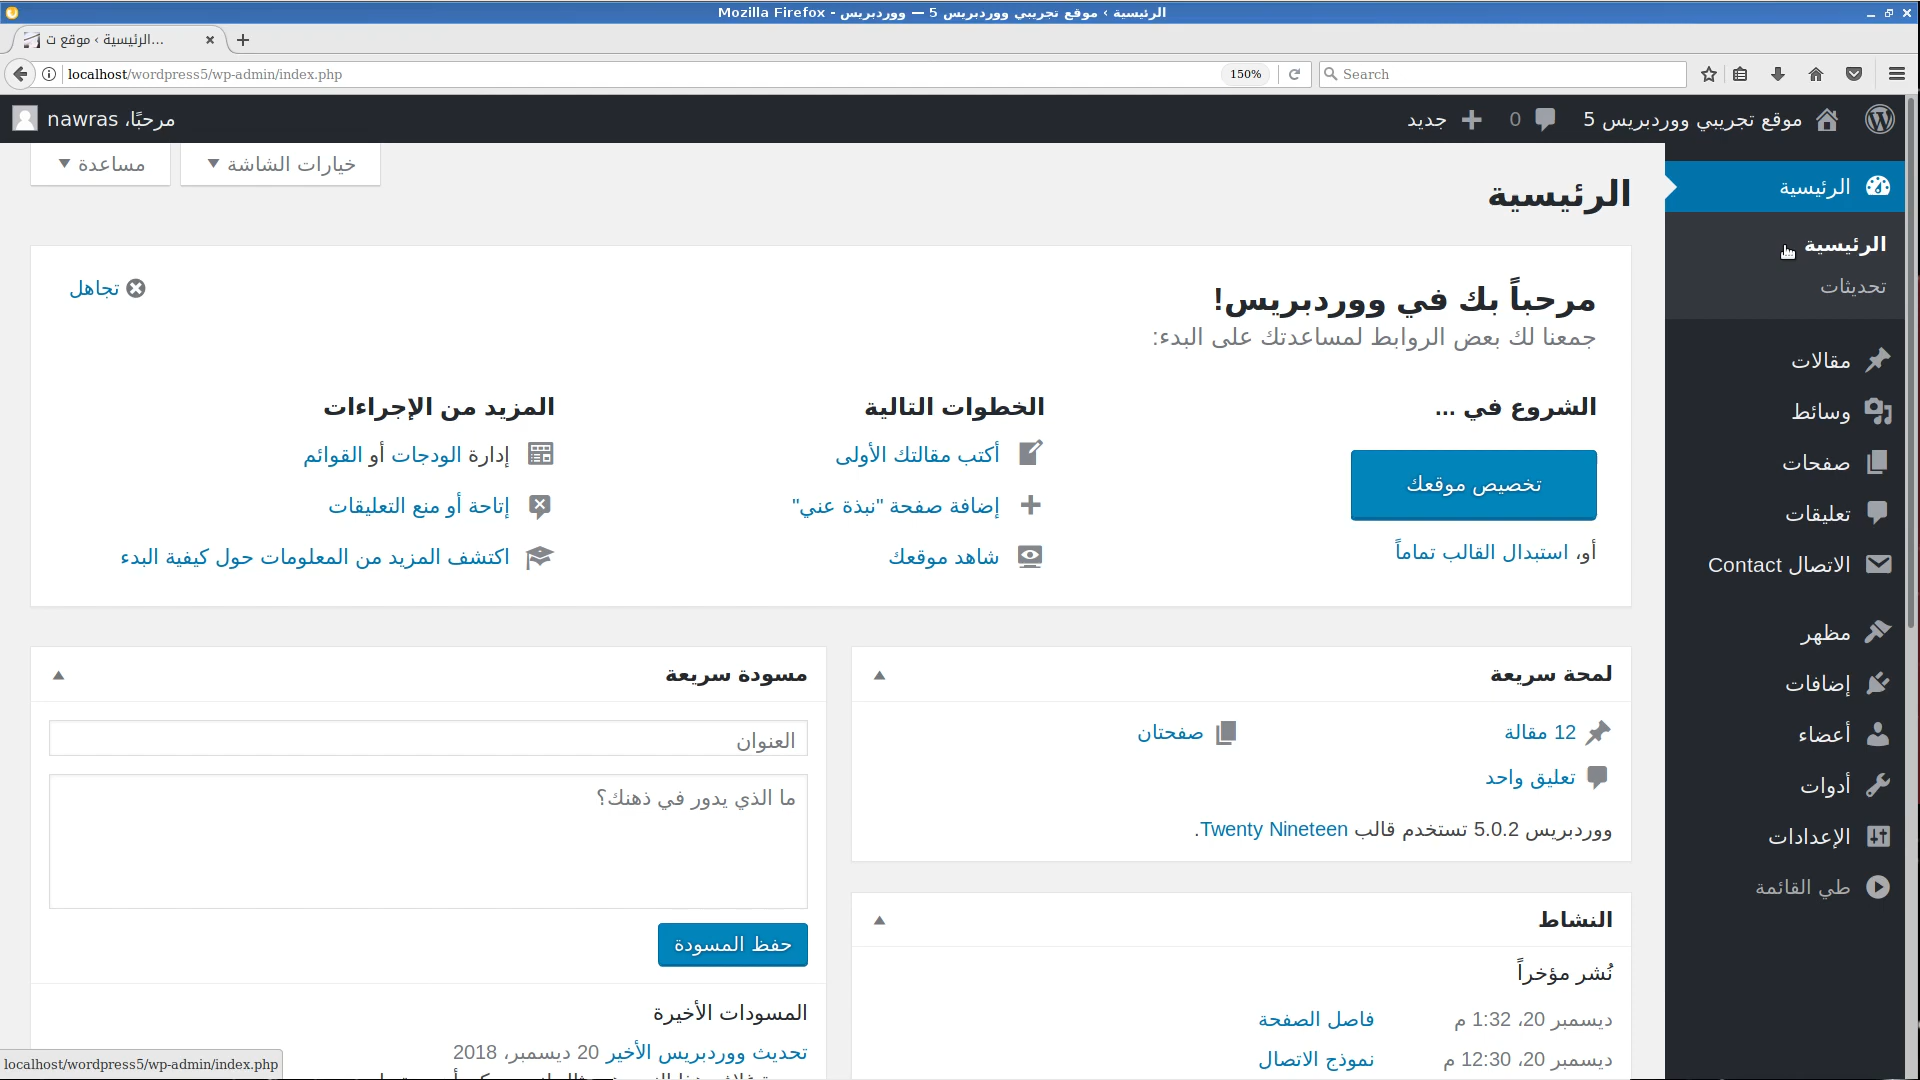 الرئيسية ‹ موقع تجريبي ووردبريس 5 — ووردبريس - Mozilla Firefox
الرئيسية ‹ موقع ت...
localhost/wordpress5/wp-admin/index.php
150%
Search
موقع تجريبي ووردبريس 5
0
جديد
مرحبًا، nawras
الرئيسية
الرئيسية
تحديثات
مقالات
وسائط
صفحات
تعليقات
الاتصال Contact
مظهر
إضافات
أعضاء
أدوات
الإعدادات
طي القائمة
خيارات الشاشة
مساعدة
الرئيسية
تجاهل
مرحباً بك في ووردبريس!
جمعنا لك بعض الروابط لمساعدتك على البدء:
الشروع في ...
تخصيص موقعك
أو، استبدال القالب تماماً
الخطوات التالية
أكتب مقالتك الأولى
إضافة صفحة "نبذة عني"
شاهد موقعك
المزيد من الإجراءات
إدارة الودجات أو القوائم
إتاحة أو منع التعليقات
اكتشف المزيد من المعلومات حول كيفية البدء
لمحة سريعة
12 مقالة
صفحتان
تعليق واحد
ووردبريس 5.0.2 تستخدم قالب Twenty Nineteen.
النشاط
نُشر مؤخراً
ديسمبر 20، 1:32 م
فاصل الصفحة
ديسمبر 20، 12:30 م
نموذج الاتصال
مسودة سريعة
العنوان
ما الذي يدور في ذهنك؟
حفظ المسودة
المسودات الأخيرة
تحديث ووردبريس الأخير 20 ديسمبر، 2018
localhost/wordpress5/wp-admin/index.php